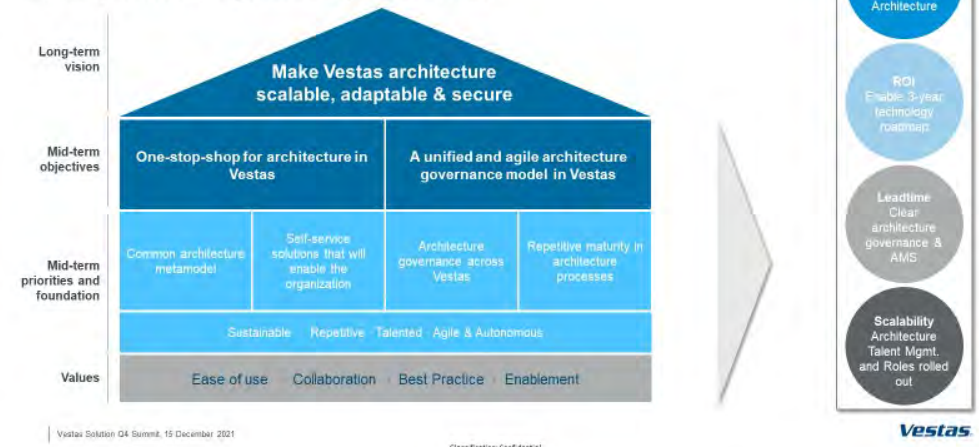 Long-term
vision
Make Vestas architecture
scalable, adaptable & secure
Mid-term
objectives
One-stop-shop for architecture in
Vestas
A unified and agile architecture
governance model in Vestas
Mid-term
priorities and
foundation
Common architecture
metamodel
Self-service
solutions that will
enable the
organization
Architecture
governance across
Vestas
Repetitive maturity in
architecture
processes
Sustainable Repetitive Talented Agile & Autonomous
Values
Ease of use Collaboration Best Practice Enablement
Architecture
ROI
Enable 3-year
technology
roadmap
Leadtime
Clear
architecture
governance &
AMS
Scalability
Architecture
Talent Mgmt.
and Roles rolled
out
Vestas Solution Q4 Summit, 15 December 2021
Vestas